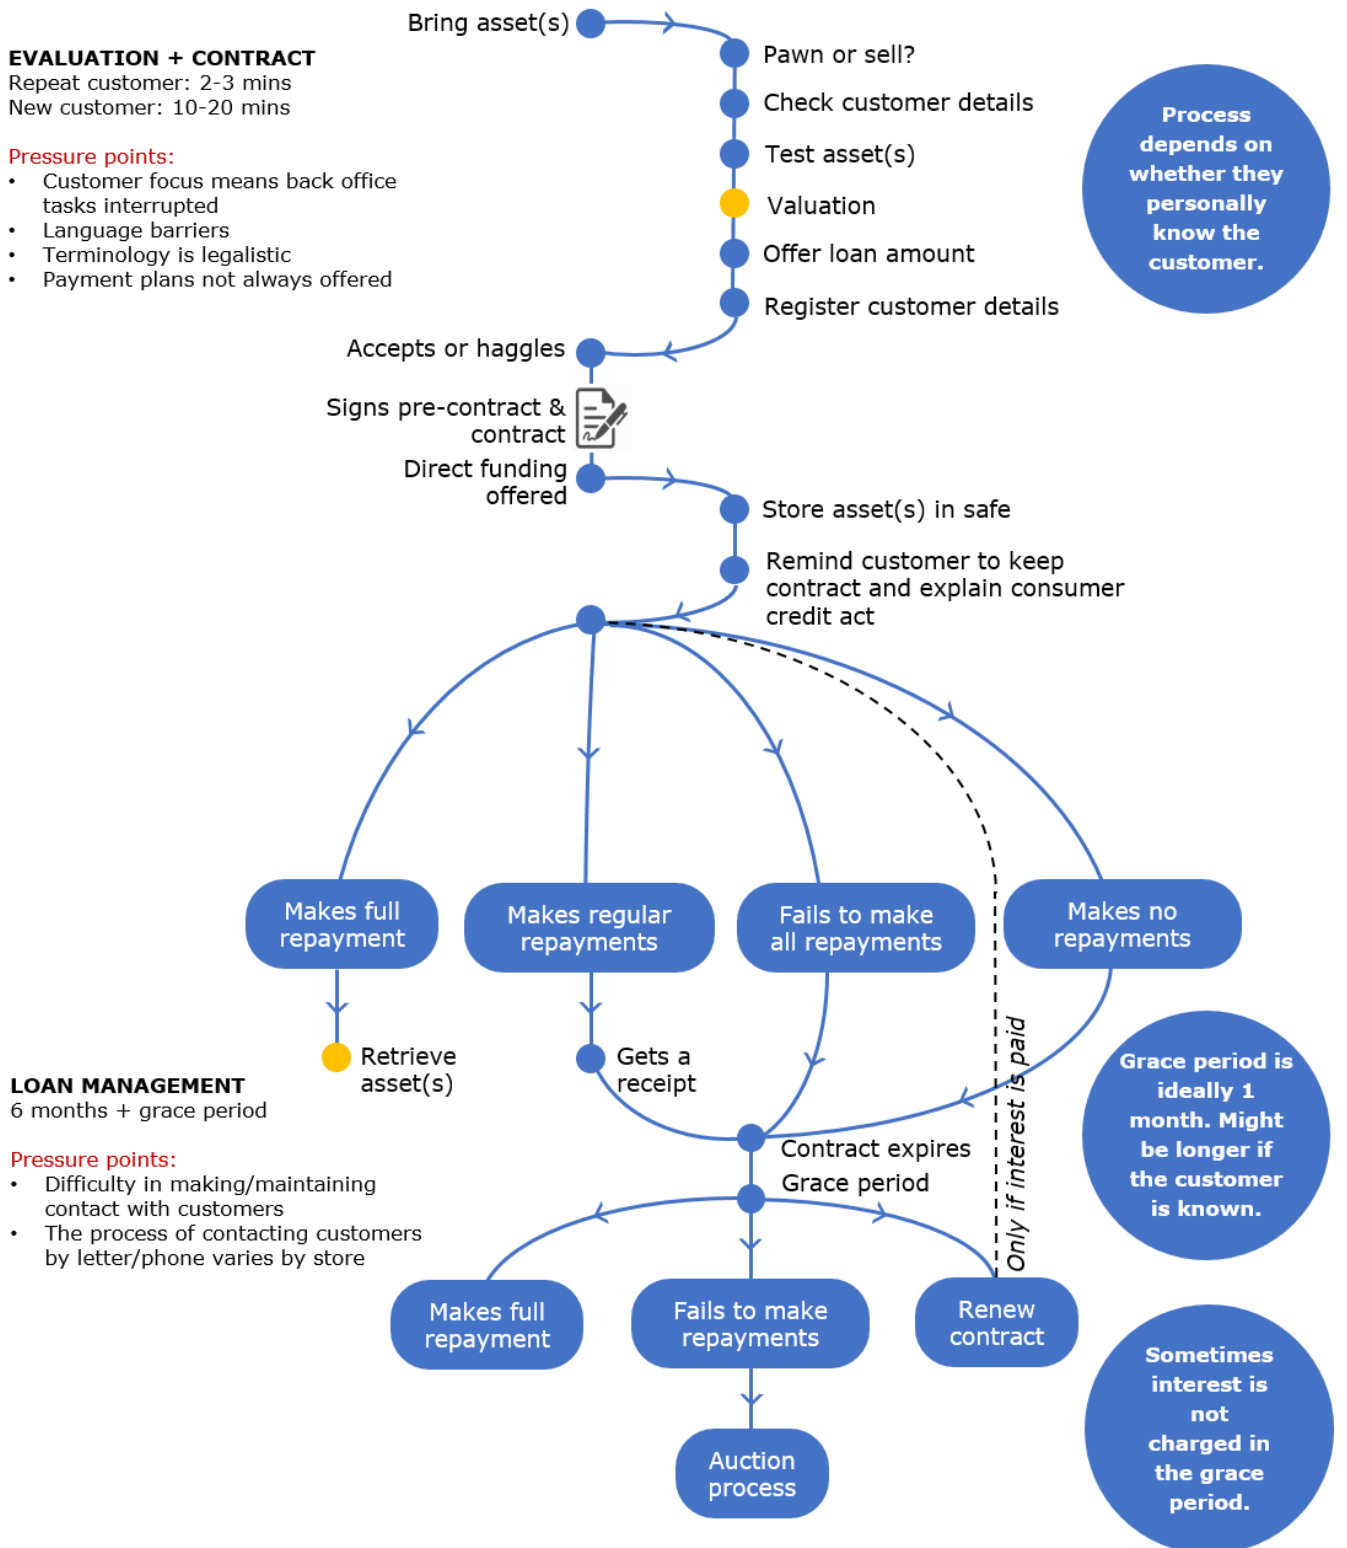 Bring asset(s)
EVALUATION + CONTRACT
Repeat customer: 2-3 mins
New customer: 10-20 mins
Pressure points:
• Customer focus means back office
tasks interrupted
• Language barriers
• Terminology is legalistic
• Payment plans not always offered
Pawn or sell?
Check customer details
Test asset(s)
Valuation
Offer loan amount
Register customer details
Process
depends on
whether they
personally
know the
customer.
Accepts or haggles
Signs pre-contract &
contract
Direct funding
offered
Store asset(s) in safe
Remind customer to keep
contract and explain consumer
credit act
Makes full
repayment
Makes regular
repayments
Fails to make
all repayments
Makes no
repayments
Retrieve
asset(s)
Gets a
receipt
Only if interest is paid
LOAN MANAGEMENT
6 months + grace period
Pressure points:
• Difficulty in making/maintaining
contact with customers
• The process of contacting customers
by letter/phone varies by store
Contract expires
Grace period
Grace period is
ideally 1
month. Might
be longer if
the customer
is known.
Makes full
repayment
Fails to make
repayments
Renew
contract
Auction
process
Sometimes
interest is
not
charged in
the grace
period.